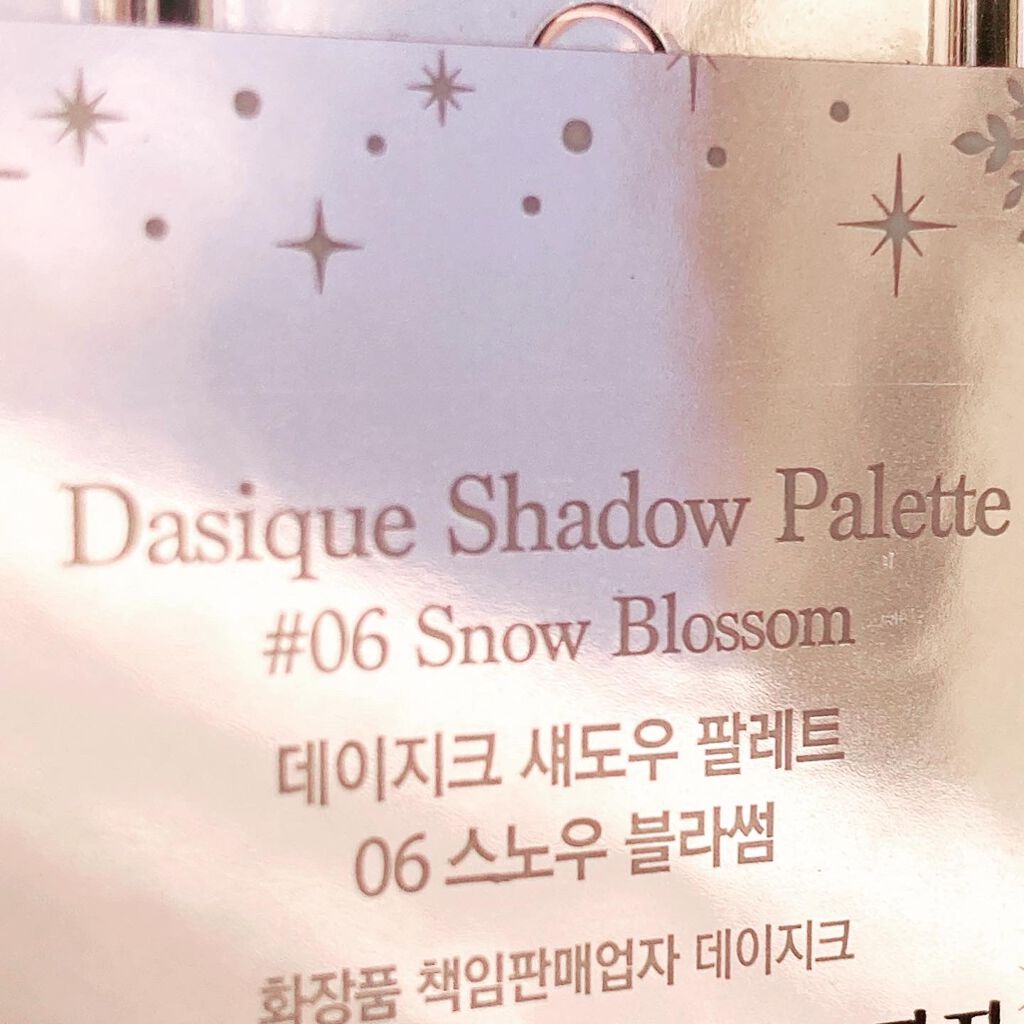 Dasique Shadow Palette
#06 Snow Blossom
데이지크 섀도우 팔레트
06 스노우 블라썸
화장품 책임판매업자 데이지크